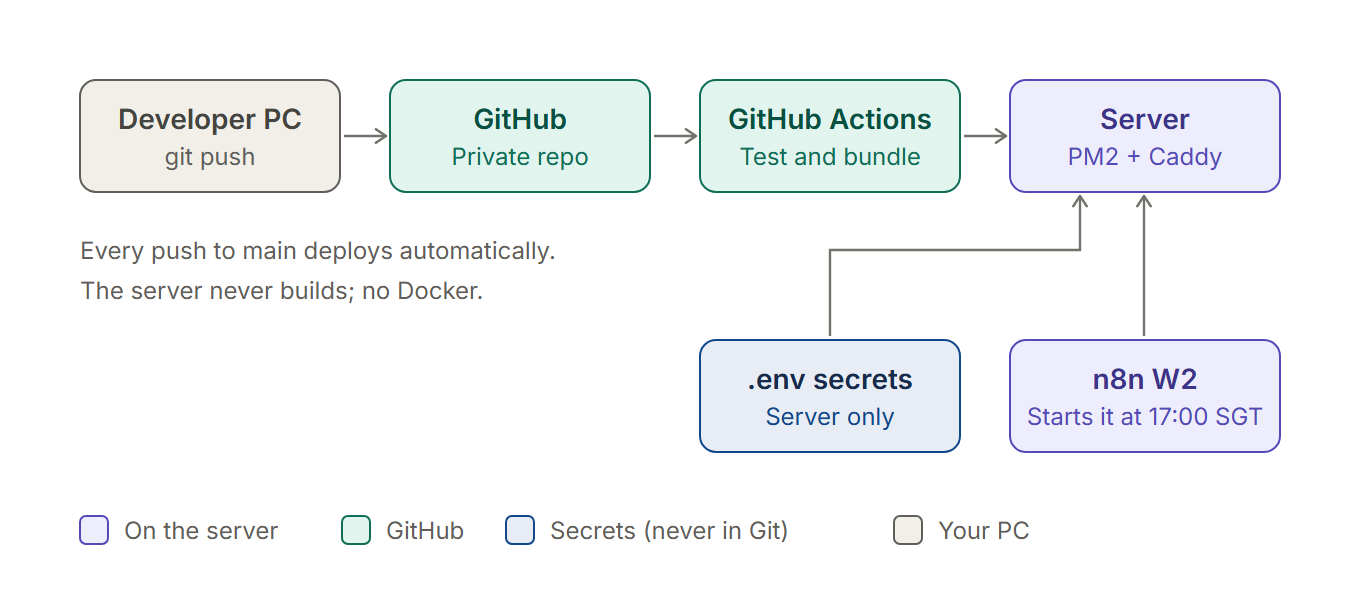 Developer PC
git push
GitHub
Private repo
GitHub Actions
Test and bundle
Server
PM2 + Caddy
Every push to main deploys automatically.
The server never builds; no Docker.
.env secrets
Server only
n8n W2
Starts it at 17:00 SGT
On the server
GitHub
Secrets (never in Git)
Your PC